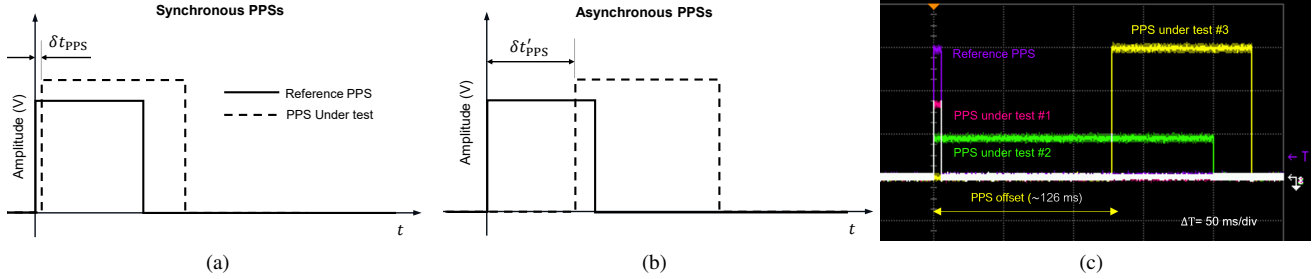 Synchronous PPSs
δt_PPS
Reference PPS
PPS Under test
Amplitude (V)
t
(a)
Asynchronous PPSs
δt′_PPS
Amplitude (V)
t
(b)
PPS under test #3
Reference PPS
PPS under test #1
PPS under test #2
← T
PPS offset (~126 ms)
ΔT= 50 ms/div
(c)